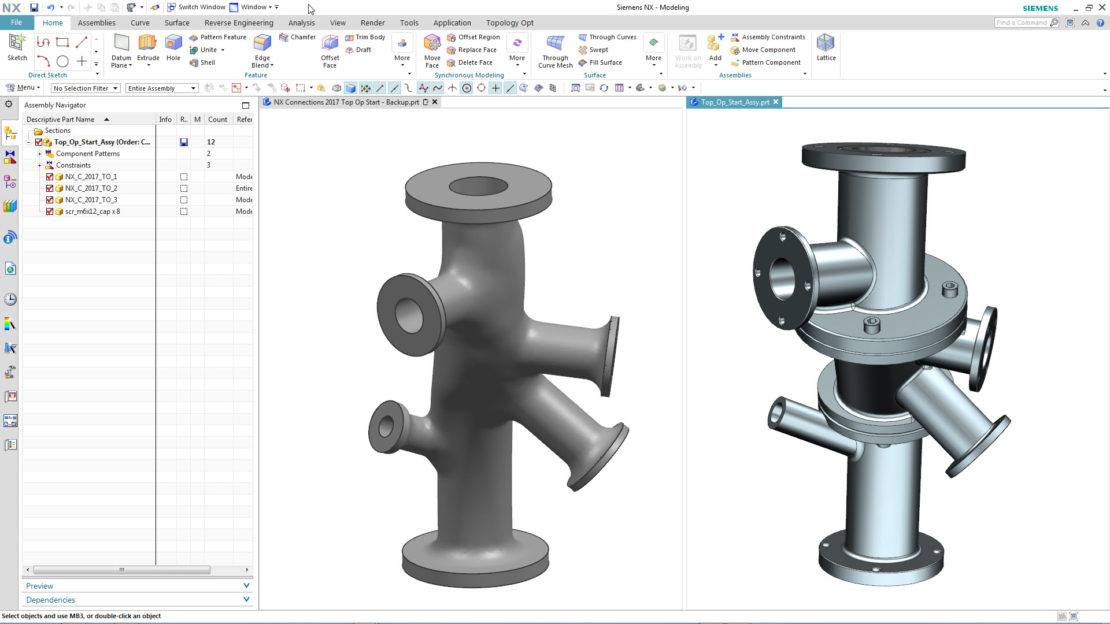 NX
Switch Window
Window
Siemens NX - Modeling
SIEMENS
File
Home
Assemblies
Curve
Surface
Reverse Engineering
Analysis
View
Render
Tools
Application
Topology Opt
Find a Command
Sketch
Direct Sketch
Datum Plane
Extrude
Hole
Pattern Feature
Unite
Shell
Edge Blend
Chamfer
Feature
Offset Face
Trim Body
Draft
More
Move Face
Offset Region
Replace Face
Delete Face
More
Synchronous Modeling
Through Curve Mesh
Through Curves
Swept
Fill Surface
More
Surface
Work on Assembly
Add
Assembly Constraints
Move Component
Pattern Component
Assemblies
Lattice
Menu
No Selection Filter
Entire Assembly
Assembly Navigator
Descriptive Part Name
Info
R..
M
Count
Refer
Sections
Top_Op_Start_Assy (Order: C...
12
Component Patterns
2
Constraints
3
NX_C_2017_TO_1
Mode
NX_C_2017_TO_2
Entire
NX_C_2017_TO_3
Mode
scr_m6x12_cap x 8
Mode
Preview
Dependencies
NX Connections 2017 Top Op Start - Backup.prt
Top_Op_Start_Assy.prt
Select objects and use MB3, or double-click an object